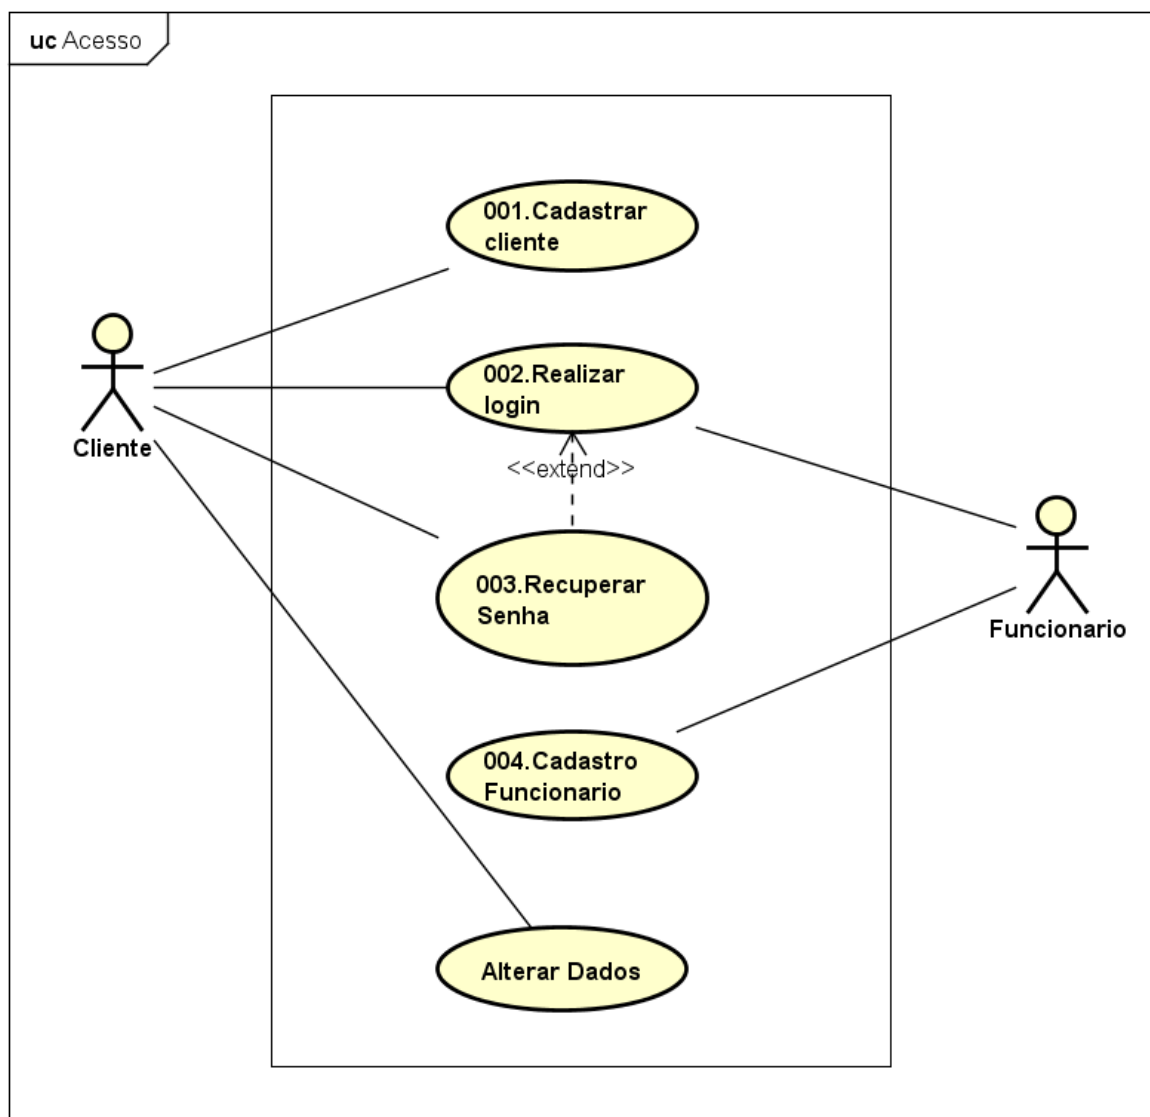 uc Acesso
001.Cadastrar
cliente
002.Realizar
login
<<extend>>
Cliente
003.Recuperar
Senha
Funcionario
004.Cadastro
Funcionario
Alterar Dados